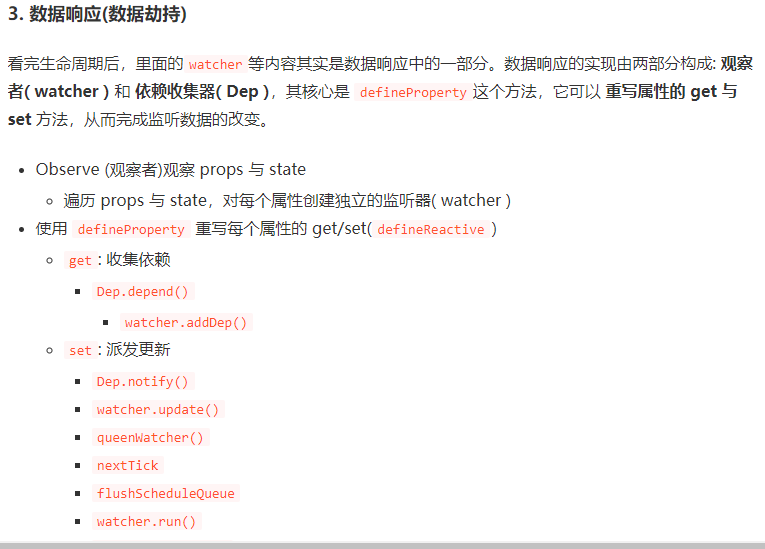 3. 数据响应(数据劫持)
看完生命周期后，里面的 watcher 等内容其实是数据响应中的一部分。数据响应的实现由两部分构成: 观察
者( watcher ) 和 依赖收集器( Dep )，其核心是 defineProperty 这个方法，它可以 重写属性的 get 与
set 方法，从而完成监听数据的改变。
Observe (观察者)观察 props 与 state
遍历 props 与 state，对每个属性创建独立的监听器( watcher )
使用 defineProperty 重写每个属性的 get/set( defineReactive )
get : 收集依赖
Dep.depend()
watcher.addDep()
set : 派发更新
Dep.notify()
watcher.update()
queenWatcher()
nextTick
flushScheduleQueue
watcher.run()